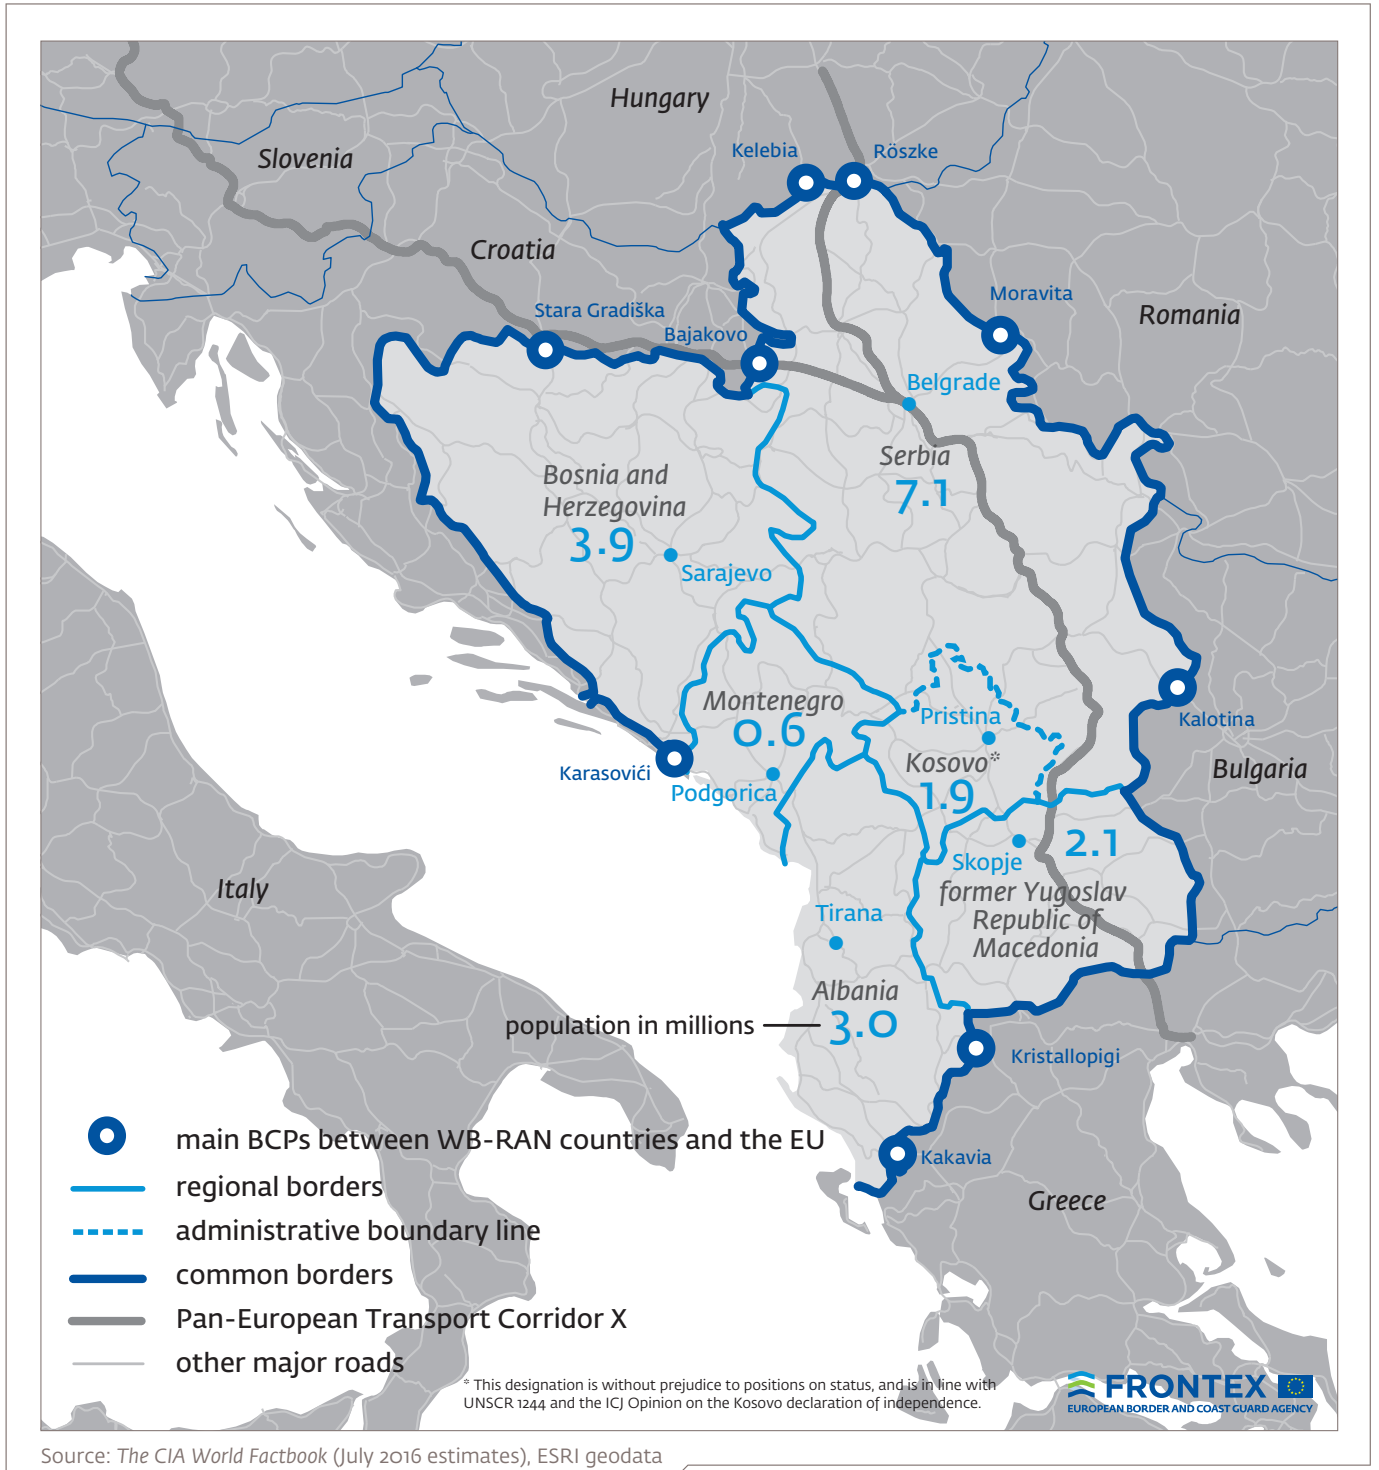 Hungary
Kelebia
Röszke
Slovenia
Croatia
Stara Gradiška
Bajakovo
Moravita
Romania
Belgrade
Serbia
7.1
Bosnia and
Herzegovina
3.9
Sarajevo
Montenegro
0.6
Pristina
Kosovo*
1.9
Kalotina
Bulgaria
Karasovići
Podgorica
2.1
Skopje
former Yugoslav
Republic of
Macedonia
Italy
Tirana
Albania
3.0
population in millions
Kristallopigi
Kakavia
Greece
main BCPs between WB-RAN countries and the EU
regional borders
administrative boundary line
common borders
Pan-European Transport Corridor X
other major roads
* This designation is without prejudice to positions on status, and is in line with
UNSCR 1244 and the ICJ Opinion on the Kosovo declaration of independence.
FRONTEX
EUROPEAN BORDER AND COAST GUARD AGENCY
Source: The CIA World Factbook (July 2016 estimates), ESRI geodata